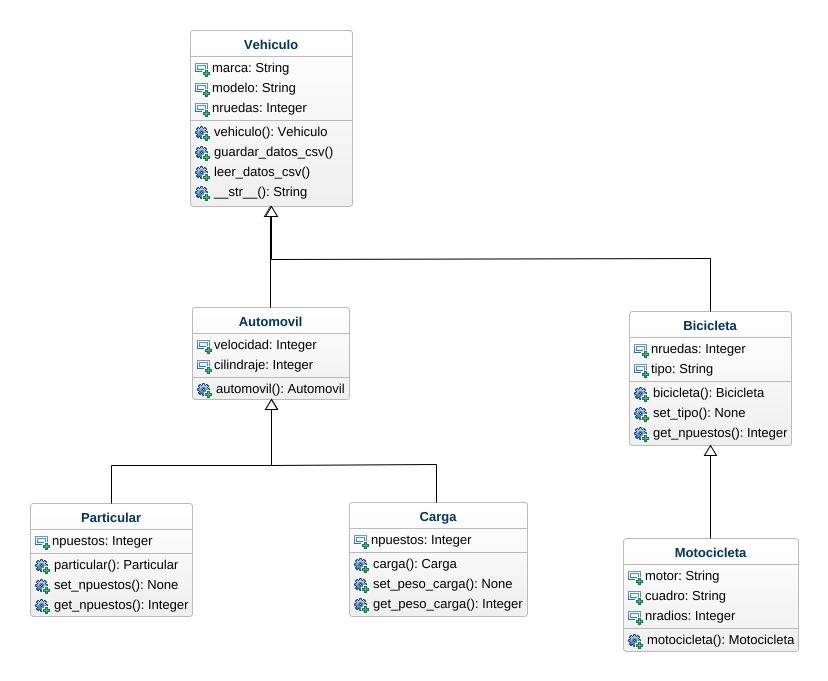 Vehiculo
marca: String
modelo: String
nruedas: Integer
vehiculo(): Vehiculo
guardar_datos_csv()
leer_datos_csv()
__str__(): String
Automovil
velocidad: Integer
cilindraje: Integer
automovil(): Automovil
Bicicleta
nruedas: Integer
tipo: String
bicicleta(): Bicicleta
set_tipo(): None
get_npuestos(): Integer
Particular
npuestos: Integer
particular(): Particular
set_npuestos(): None
get_npuestos(): Integer
Carga
npuestos: Integer
carga(): Carga
set_peso_carga(): None
get_peso_carga(): Integer
Motocicleta
motor: String
cuadro: String
nradios: Integer
motocicleta(): Motocicleta